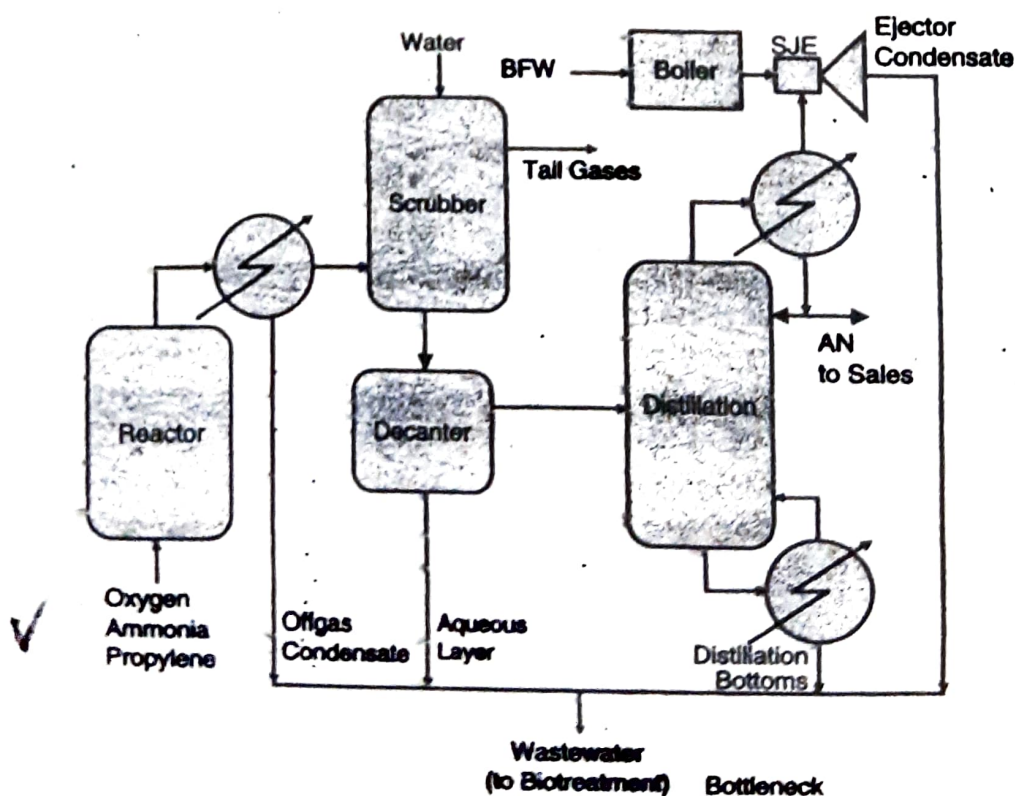 Water
BFW
Boiler
SJE
Ejector
Condensate
Tail Gases
Scrubber
AN
to Sales
Reactor
Decanter
Distillation
Oxygen
Ammonia
Propylene
Offgas
Condensate
Aqueous
Layer
Distillation
Bottoms
Wastewater
(to Biotreatment)
Bottleneck